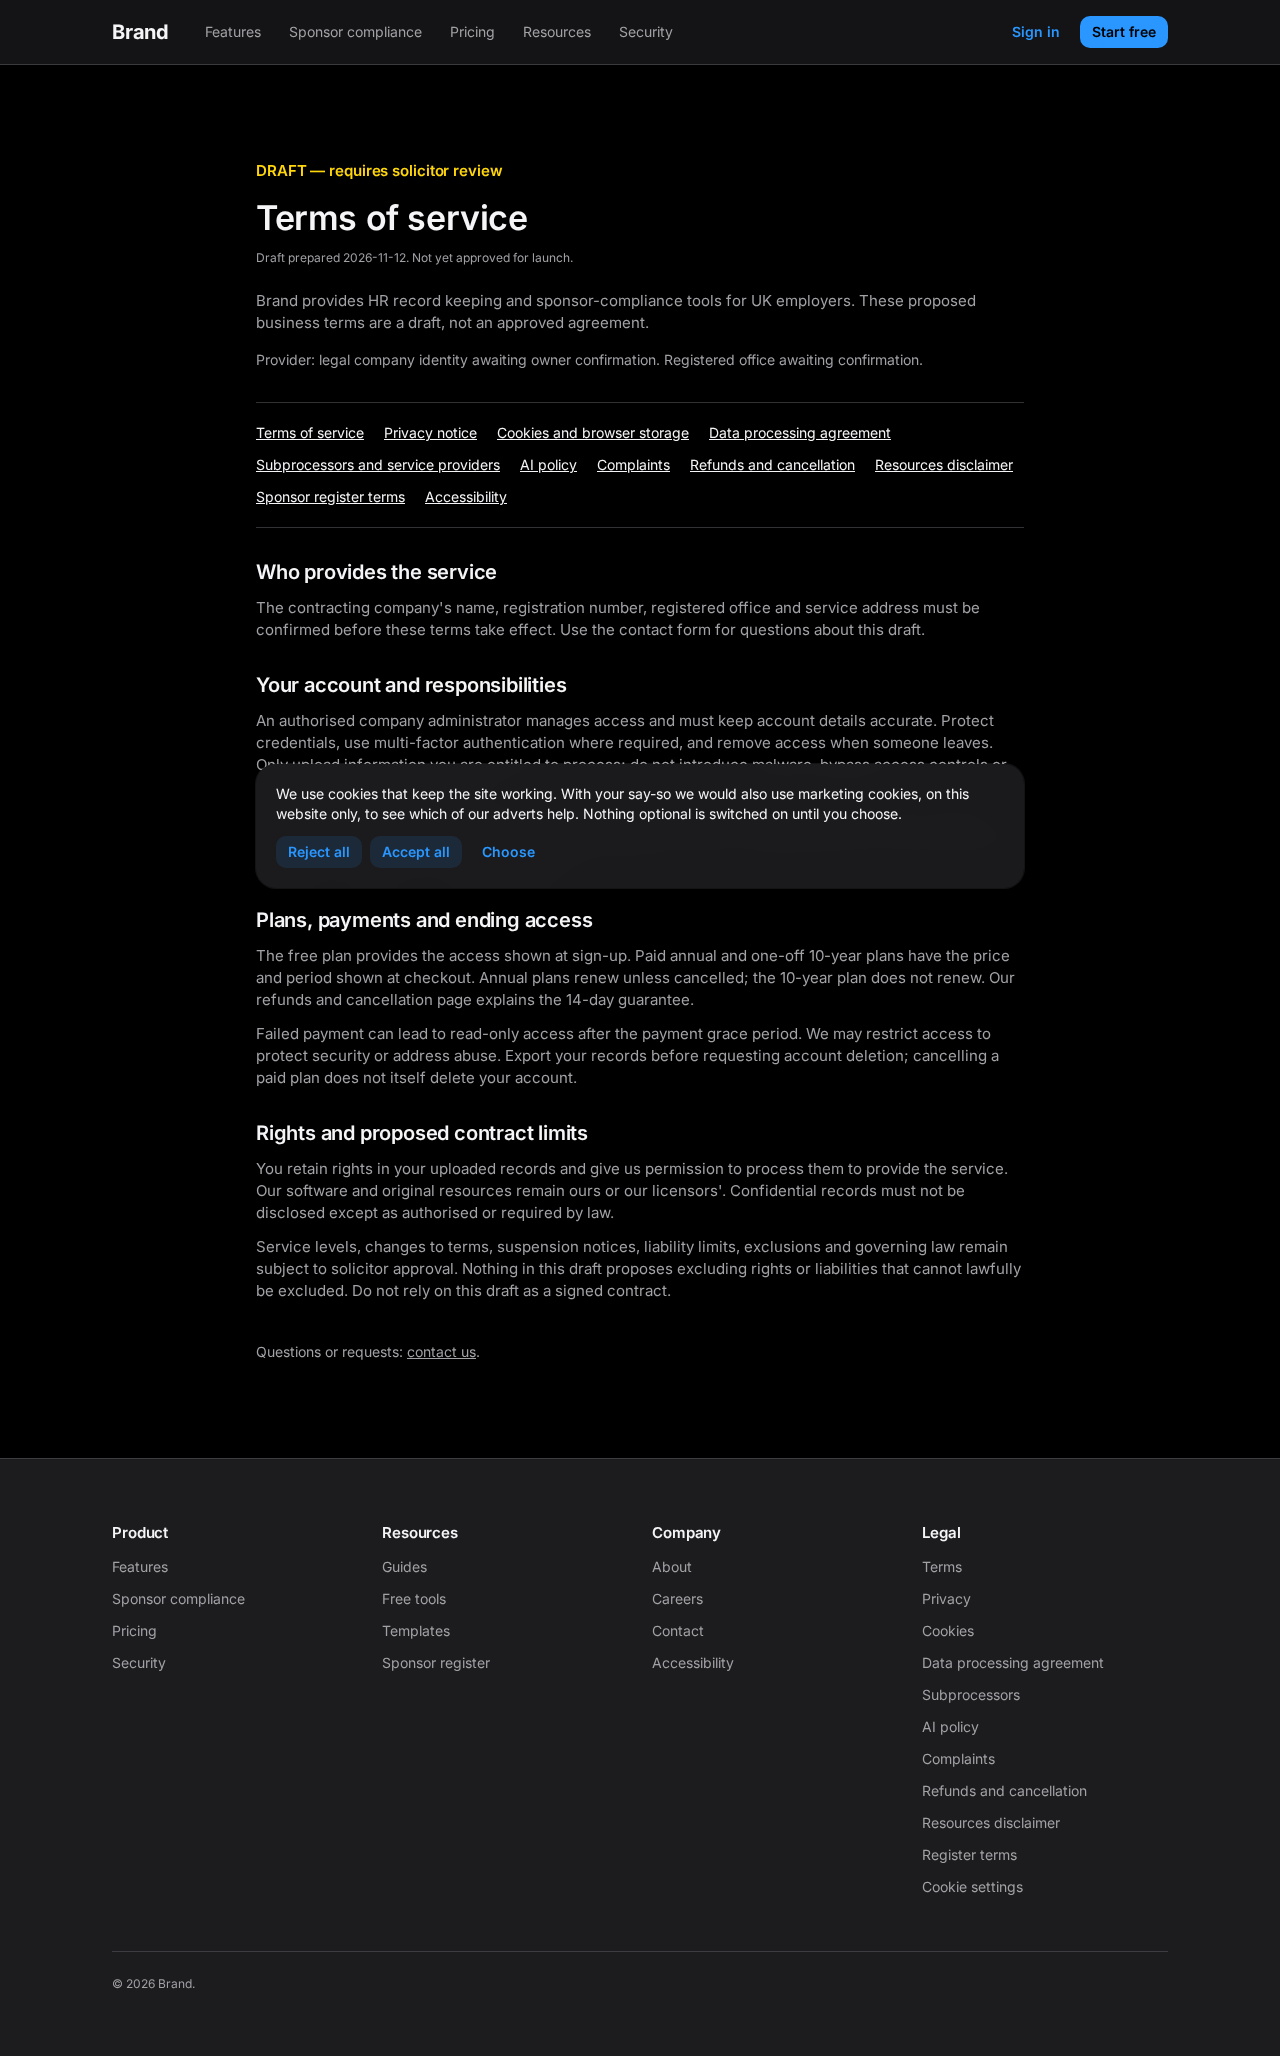 Brand
Features
Sponsor compliance
Pricing
Resources
Security
Sign in
Start free
DRAFT — requires solicitor review
Terms of service
Draft prepared 2026-11-12. Not yet approved for launch.
Brand provides HR record keeping and sponsor-compliance tools for UK employers. These proposed
business terms are a draft, not an approved agreement.
Provider: legal company identity awaiting owner confirmation. Registered office awaiting confirmation.
Terms of service
Privacy notice
Cookies and browser storage
Data processing agreement
Subprocessors and service providers
AI policy
Complaints
Refunds and cancellation
Resources disclaimer
Sponsor register terms
Accessibility
Who provides the service
The contracting company's name, registration number, registered office and service address must be
confirmed before these terms take effect. Use the contact form for questions about this draft.
Your account and responsibilities
An authorised company administrator manages access and must keep account details accurate. Protect
credentials, use multi-factor authentication where required, and remove access when someone leaves.
Only upload information you are entitled to process; do not introduce malware, bypass access controls or
We use cookies that keep the site working. With your say-so we would also use marketing cookies, on this
website only, to see which of our adverts help. Nothing optional is switched on until you choose.
Reject all
Accept all
Choose
Plans, payments and ending access
The free plan provides the access shown at sign-up. Paid annual and one-off 10-year plans have the price
and period shown at checkout. Annual plans renew unless cancelled; the 10-year plan does not renew. Our
refunds and cancellation page explains the 14-day guarantee.
Failed payment can lead to read-only access after the payment grace period. We may restrict access to
protect security or address abuse. Export your records before requesting account deletion; cancelling a
paid plan does not itself delete your account.
Rights and proposed contract limits
You retain rights in your uploaded records and give us permission to process them to provide the service.
Our software and original resources remain ours or our licensors'. Confidential records must not be
disclosed except as authorised or required by law.
Service levels, changes to terms, suspension notices, liability limits, exclusions and governing law remain
subject to solicitor approval. Nothing in this draft proposes excluding rights or liabilities that cannot lawfully
be excluded. Do not rely on this draft as a signed contract.
Questions or requests: contact us.
Product
Features
Sponsor compliance
Pricing
Security
Resources
Guides
Free tools
Templates
Sponsor register
Company
About
Careers
Contact
Accessibility
Legal
Terms
Privacy
Cookies
Data processing agreement
Subprocessors
AI policy
Complaints
Refunds and cancellation
Resources disclaimer
Register terms
Cookie settings
© 2026 Brand.